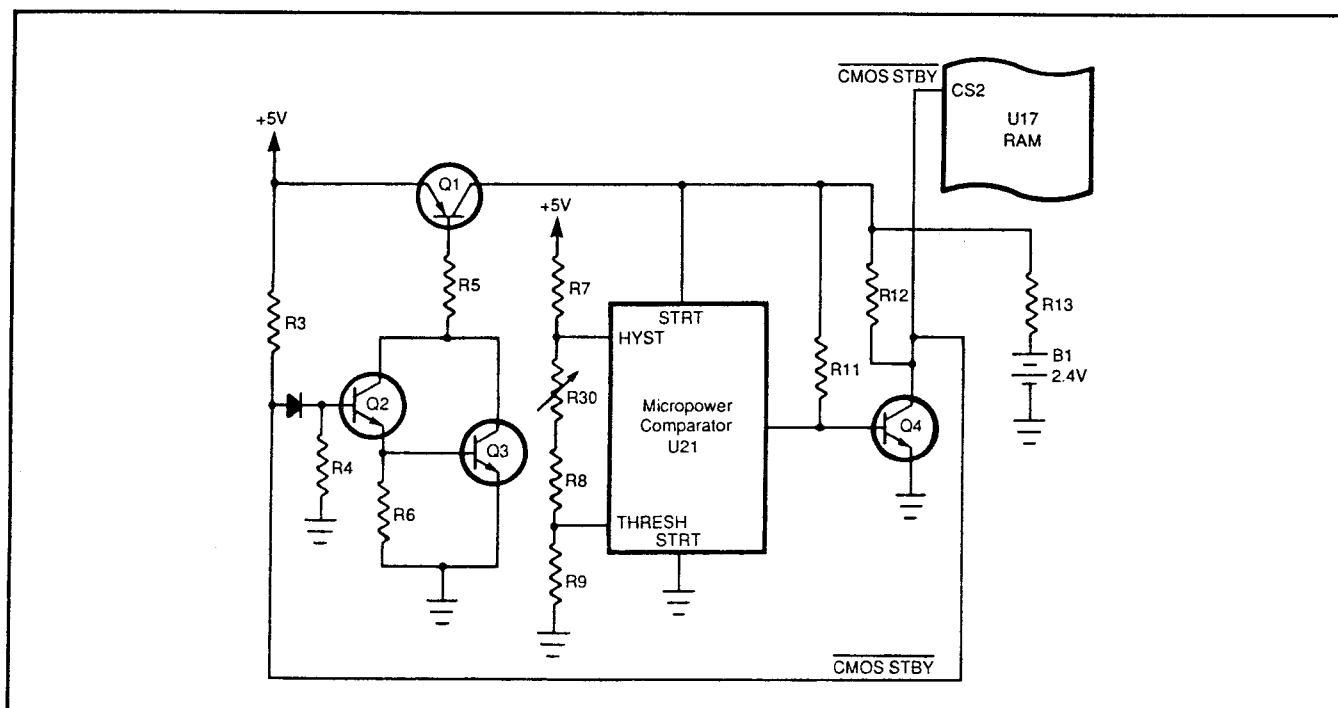 CMOS STBY
CS2
U17
RAM
+5V
Q1
+5V
R5
R7
R3
STRT
HYST
R12
R13
B1
2.4V
R11
R30
Micropower
Comparator
U21
Q2
Q4
Q3
R4
R8
R6
THRESH
STRT
R9
CMOS STBY